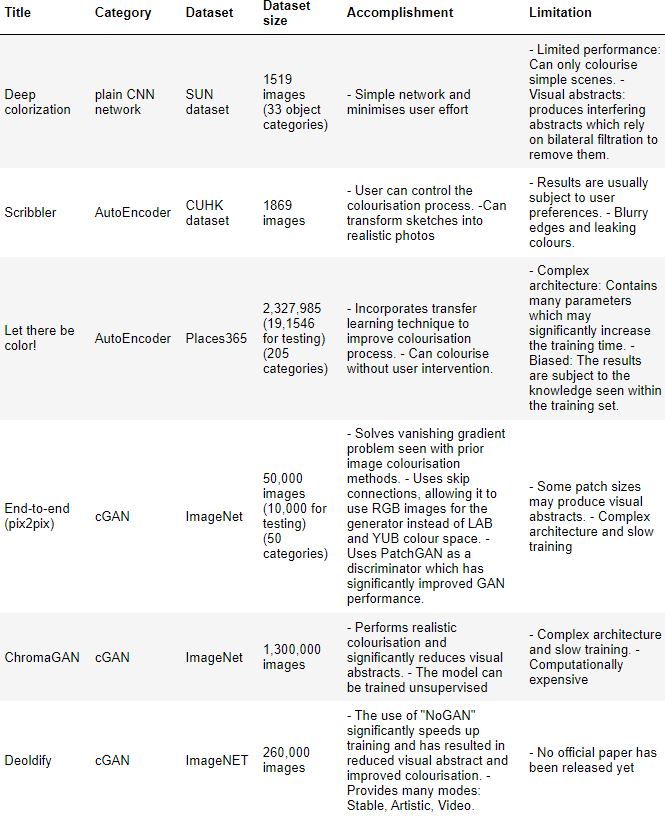 Title Category Dataset Dataset size Accomplishment Limitation
Deep colorization
plain CNN network
SUN dataset
1519 images (33 object categories)
- Simple network and
minimises user effort
- Limited performance:
Can only colourise
simple scenes. -
Visual abstracts:
produces interfering
abstracts which rely
on bilateral filtration to
remove them.
Scribbler
AutoEncoder
CUHK dataset
1869 images
- User can control the
colourisation process. -Can
transform sketches into
realistic photos
- Results are usually
subject to user
preferences. - Blurry
edges and leaking
colours.
Let there be color!
AutoEncoder
Places365
2,327,985
(19,1546
for testing)
(205
categories)
- Incorporates transfer
learning technique to
improve colourisation
process. - Can colourise
without user intervention.
- Complex
architecture: Contains
many parameters
which may
significantly increase
the training time. -
Biased: The results
are subject to the
knowledge seen within
the training set.
End-to-end (pix2pix)
cGAN
ImageNet
50,000
images
(10,000 for
testing)
(50
categories)
- Solves vanishing gradient
problem seen with prior
image colourisation
methods. - Uses skip
connections, allowing it to
use RGB images for the
generator instead of LAB
and YUB colour space. -
Uses PatchGAN as a
discriminator which has
significantly improved GAN
performance.
- Some patch sizes
may produce visual
abstracts. - Complex
architecture and slow
training
ChromaGAN
cGAN
ImageNet
1,300,000
images
- Performs realistic
colourisation and
significantly reduces visual
abstracts. - The model can
be trained unsupervised
- Complex architecture
and slow training. -
Computationally
expensive
Deoldify
cGAN
ImageNET
260,000
images
- The use of "NoGAN"
significantly speeds up
training and has resulted in
reduced visual abstract and
improved colourisation. -
Provides many modes:
Stable, Artistic, Video.
- No official paper has
been released yet